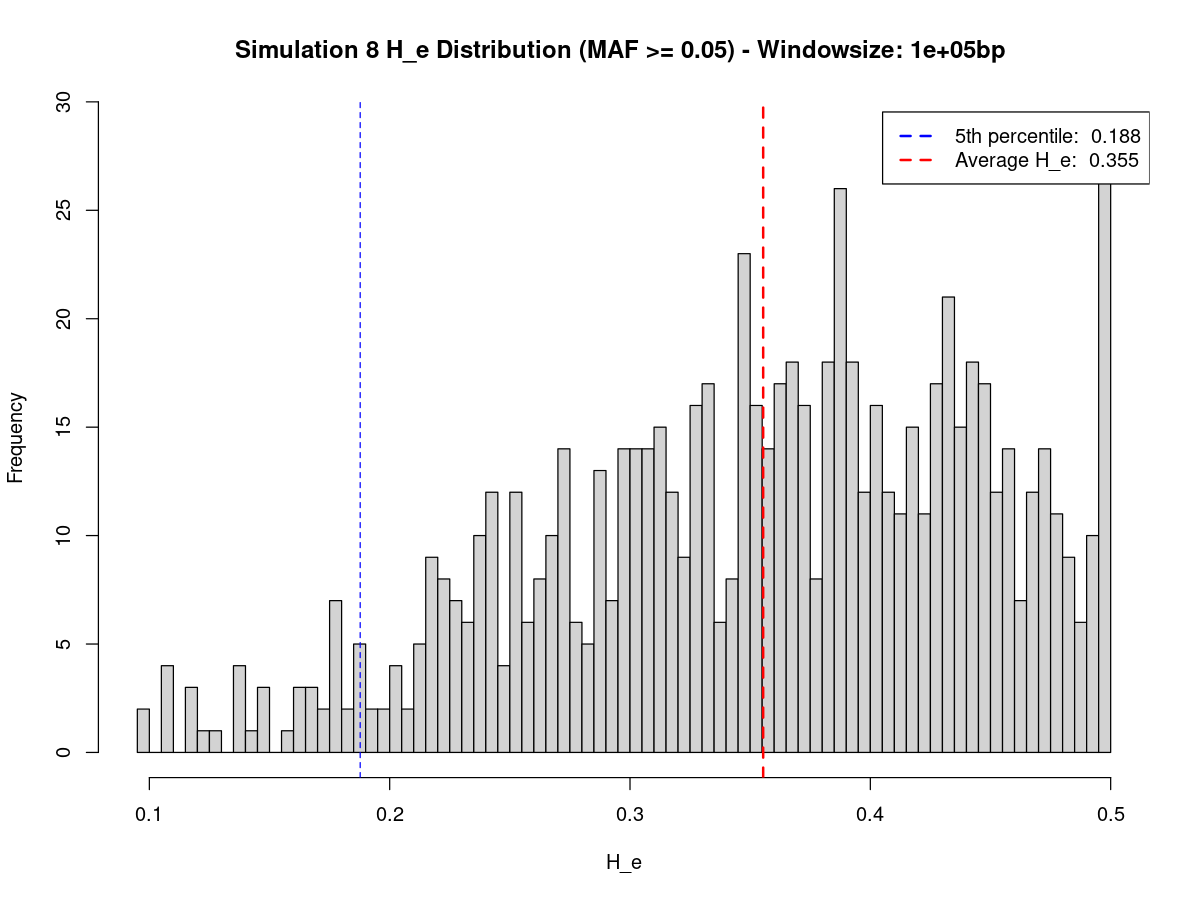 Simulation 8 H_e Distribution (MAF >= 0.05) - Windowsize: 1e+05bp
30
25
20
15
10
5
0
Frequency
5th percentile: 0.188
Average H_e: 0.355
0.1
0.2
0.3
0.4
0.5
H_e